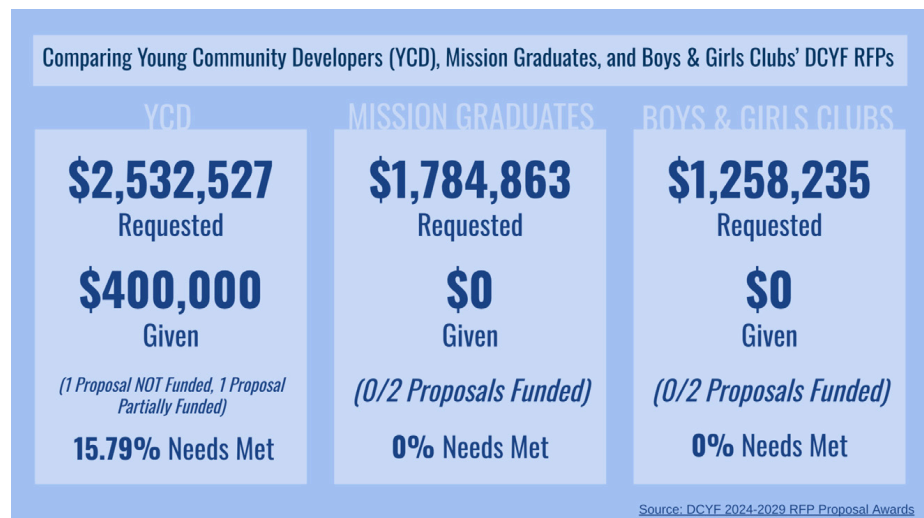 Comparing Young Community Developers (YCD), Mission Graduates, and Boys & Girls Clubs’ DCYF RFPs
YCD
$2,532,527
Requested
$400,000
Given
(1 Proposal NOT Funded, 1 Proposal
Partially Funded)
15.79% Needs Met
MISSION GRADUATES
$1,784,863
Requested
$0
Given
(0/2 Proposals Funded)
0% Needs Met
BOYS & GIRLS CLUBS
$1,258,235
Requested
$0
Given
(0/2 Proposals Funded)
0% Needs Met
Source: DCYF 2024-2029 RFP Proposal Awards